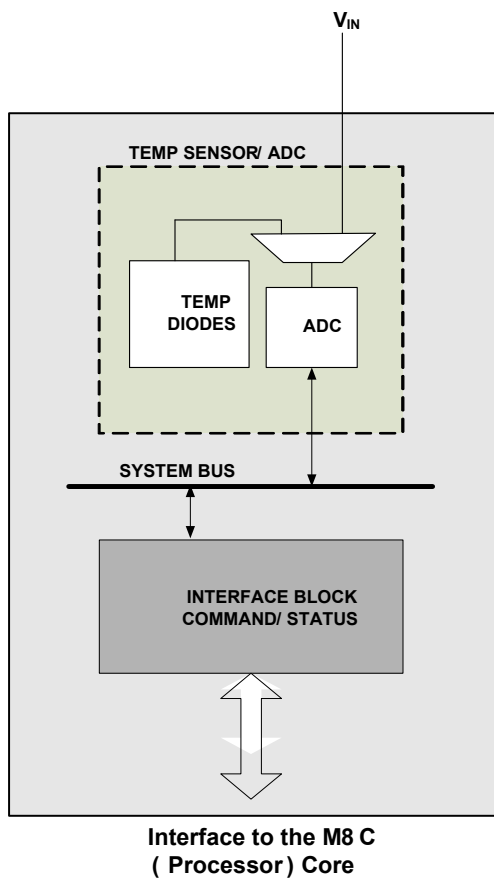 VIN
TEMP SENSOR/ ADC
TEMP
DIODES
ADC
SYSTEM BUS
INTERFACE BLOCK
COMMAND/ STATUS
Interface to the M8 C
( Processor ) Core